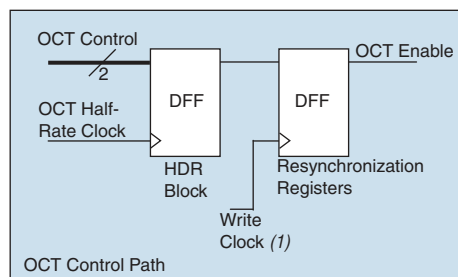 OCT Control
OCT Enable
2
DFF
DFF
OCT Half-
Rate Clock
HDR
Block
Resynchronization
Registers
Write
Clock (1)
OCT Control Path